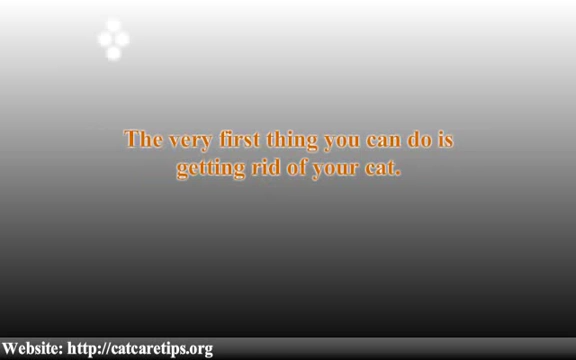 The very first thing you can do is
getting rid of your cat.
Website: http://catcaretips.org